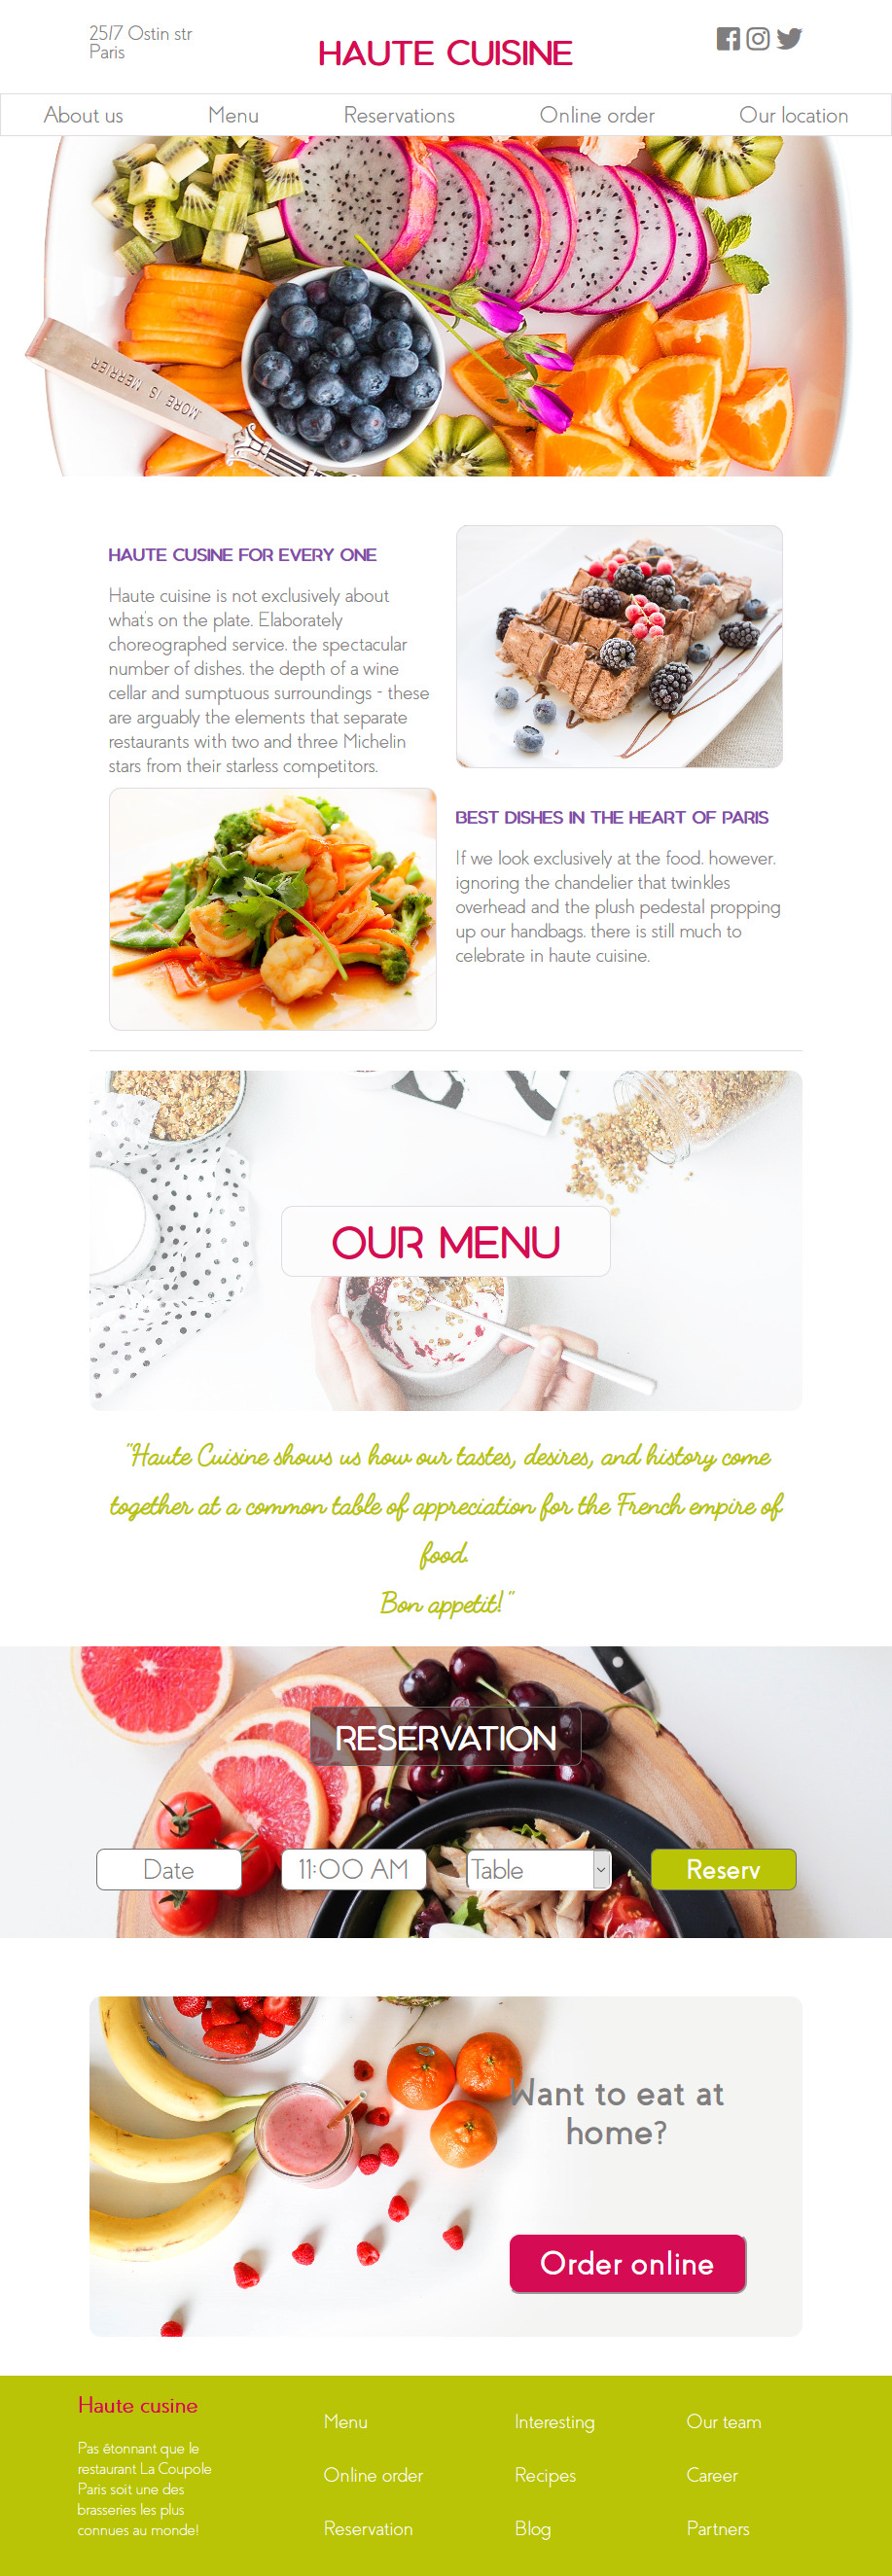 25/7 Ostin str
Paris
HAUTE CUISINE
About us
Menu
Reservations
Online order
Our location
MORE IS MERRIER
HAUTE CUSINE FOR EVERY ONE
Haute cuisine is not exclusively about
what's on the plate. Elaborately
choreographed service. the spectacular
number of dishes. the depth of a wine
cellar and sumptuous surroundings - these
are arguably the elements that separate
restaurants with two and three Michelin
stars from their starless competitors.
BEST DISHES IN THE HEART OF PARIS
If we look exclusively at the food. however.
ignoring the chandelier that twinkles
overhead and the plush pedestal propping
up our handbags. there is still much to
celebrate in haute cuisine.
OUR MENU
"Haute Cuisine shows us how our tastes, desires, and history come
together at a common table of appreciation for the French empire of
food.
Bon appetit! "
RESERVATION
Date
11:00 AM
Table
Reserv
Want to eat at
home?
Order online
Haute cusine
Pas étonnant que le
restaurant La Coupole
Paris soit une des
brasseries les plus
connues au monde!
Menu
Online order
Reservation
Interesting
Recipes
Blog
Our team
Career
Partners